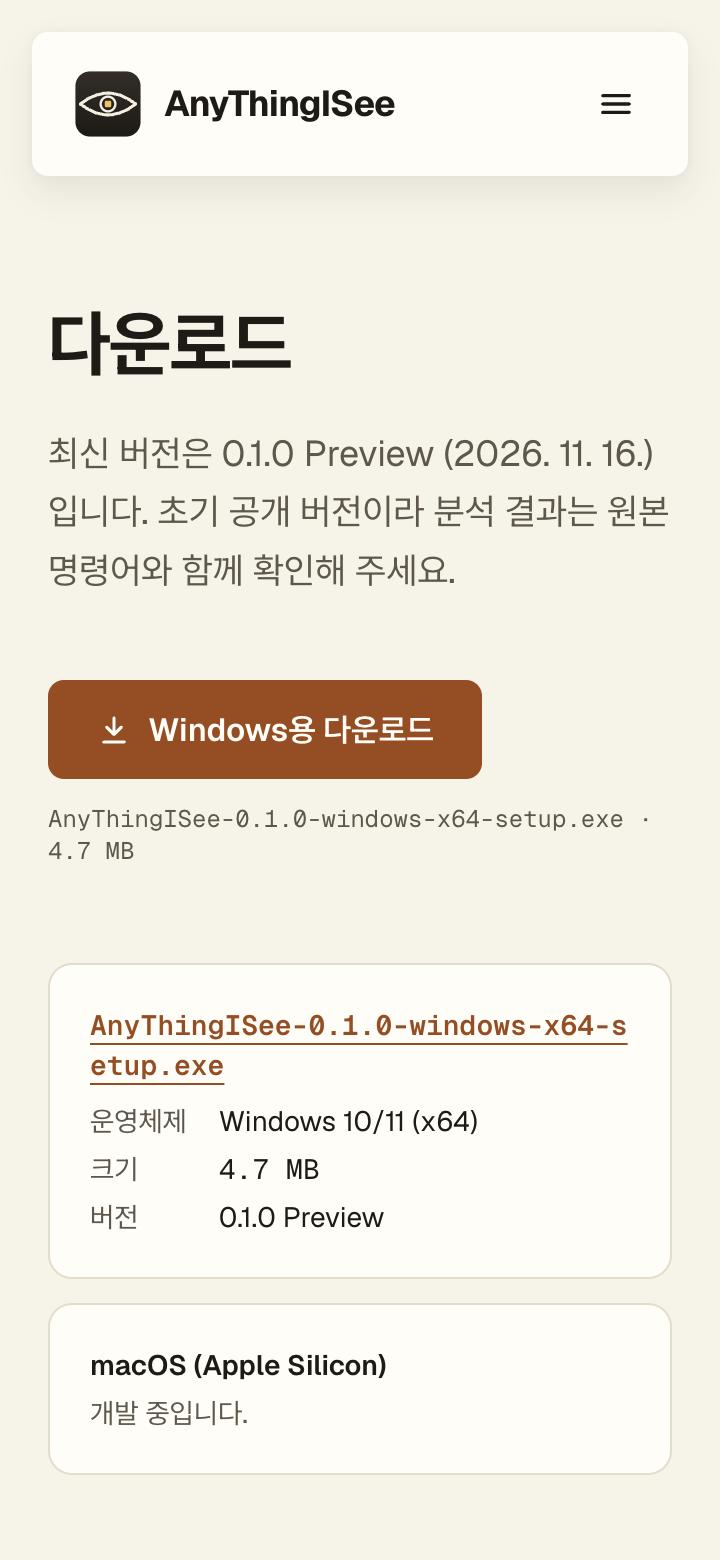 AnyThingISee
다운로드
최신 버전은 0.1.0 Preview (2026. 11. 16.)
입니다. 초기 공개 버전이라 분석 결과는 원본
명령어와 함께 확인해 주세요.
Windows용 다운로드
AnyThingISee-0.1.0-windows-x64-setup.exe ·
4.7 MB
AnyThingISee-0.1.0-windows-x64-s
etup.exe
운영체제 Windows 10/11 (x64)
크기 4.7 MB
버전 0.1.0 Preview
macOS (Apple Silicon)
개발 중입니다.